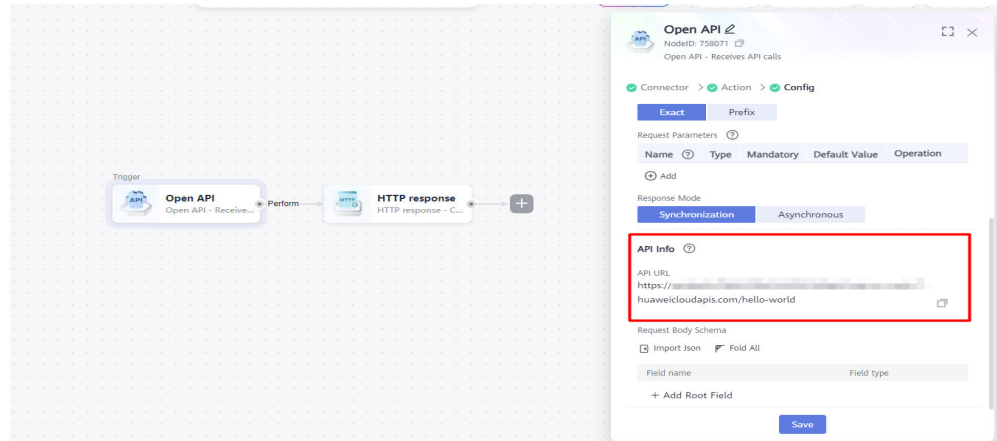 Trigger
API
Open API
Open API - Receive...
Perform
HTTP
HTTP response
HTTP response - C...
API
Open API
NodeID: 758071
Open API - Receives API calls
Connector > Action > Config
Exact Prefix
Request Parameters ?
Name ? Type Mandatory Default Value Operation
Add
Response Mode
Synchronization Asynchronous
API Info ?
API URL
https://
huaweicloudapis.com/hello-world
Request Body Schema
Import Json Fold All
Field name Field type
+ Add Root Field
Save